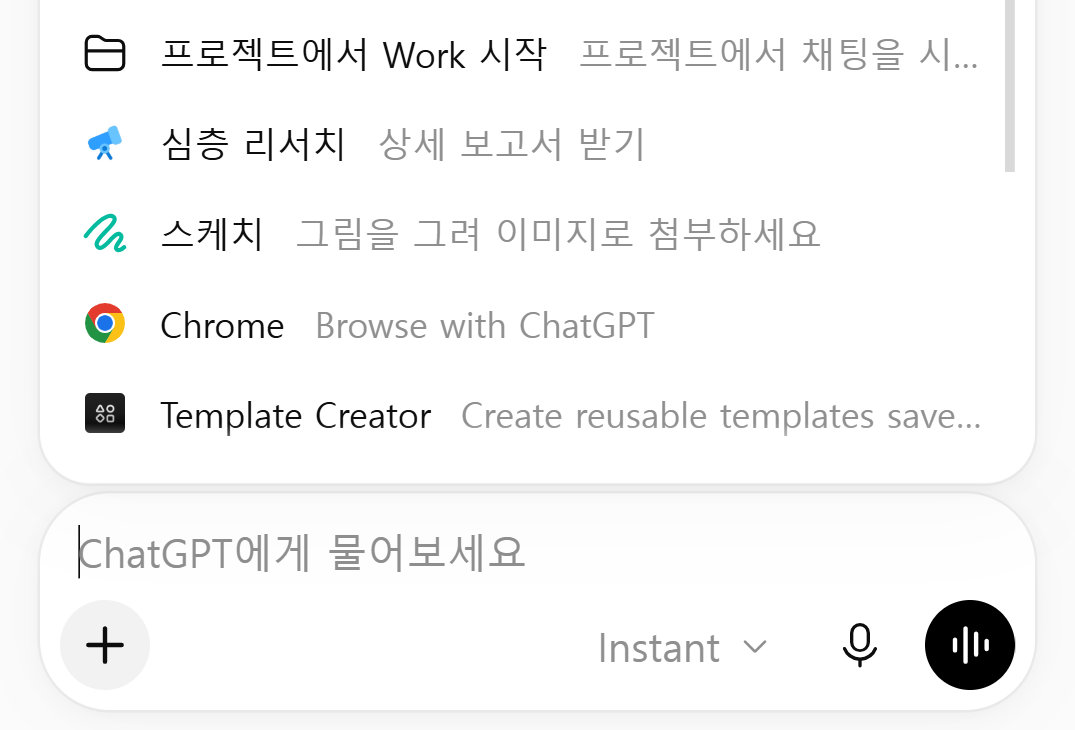 프로젝트에서 Work 시작 프로젝트에서 채팅을 시...
심층 리서치 상세 보고서 받기
스케치 그림을 그려 이미지로 첨부하세요
Chrome Browse with ChatGPT
Template Creator Create reusable templates save...
ChatGPT에게 물어보세요
Instant